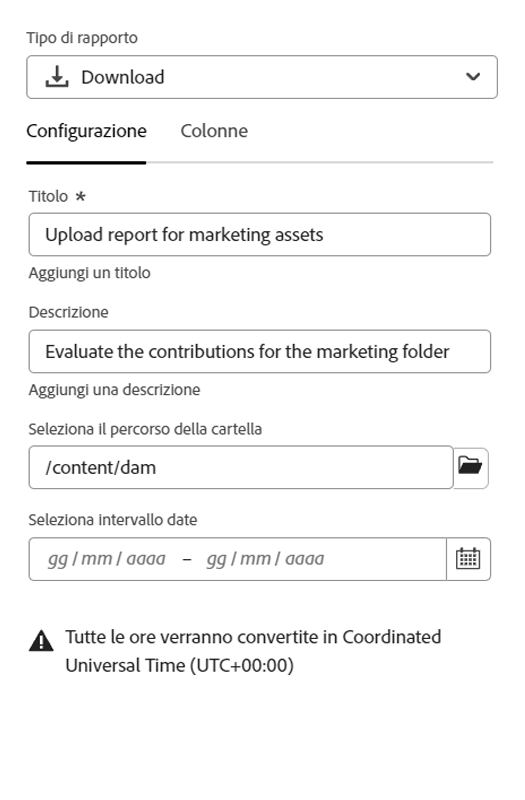 Tipo di rapporto
Download
Configurazione Colonne
Titolo *
Upload report for marketing assets
Aggiungi un titolo
Descrizione
Evaluate the contributions for the marketing folder
Aggiungi una descrizione
Seleziona il percorso della cartella
/content/dam
Seleziona intervallo date
gg / mm / aaaa – gg / mm / aaaa
Tutte le ore verranno convertite in Coordinated
Universal Time (UTC+00:00)